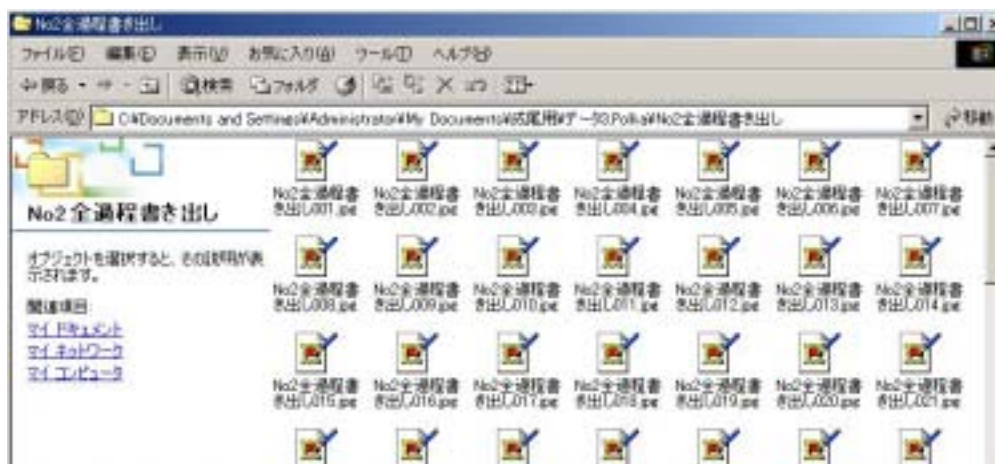 No2全過程書き出し
ファイル(F) 編集(E) 表示(V) お気に入り(A) ツール(T) ヘルプ(H)
戻る 検索 フォルダ
アドレス(D) C:¥Documents and Settings¥Administrator¥My Documents¥成尾用¥データ3.Polka¥No2全過程書き出し 移動
No2全過程書き出し
オブジェクトを選択すると、その説明が表
示されます。
関連項目:
マイ ドキュメント
マイ ネットワーク
マイ コンピュータ
No2全過程書 No2全過程書 No2全過程書 No2全過程書 No2全過程書 No2全過程書 No2全過程書
き出し001.jpg き出し002.jpg き出し003.jpg き出し004.jpg き出し005.jpg き出し006.jpg き出し007.jpg
No2全過程書 No2全過程書 No2全過程書 No2全過程書 No2全過程書 No2全過程書 No2全過程書
き出し008.jpg き出し009.jpg き出し010.jpg き出し011.jpg き出し012.jpg き出し013.jpg き出し014.jpg
No2全過程書 No2全過程書 No2全過程書 No2全過程書 No2全過程書 No2全過程書 No2全過程書
き出し015.jpg き出し016.jpg き出し017.jpg き出し018.jpg き出し019.jpg き出し020.jpg き出し021.jpg